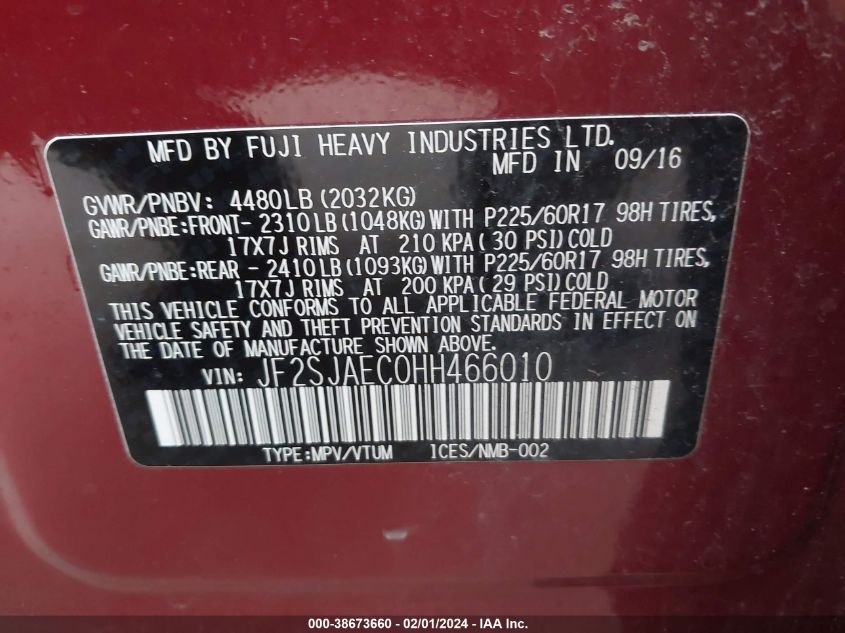 MFD BY FUJI HEAVY INDUSTRIES LTD.
MFD IN 09/16
GVWR/PNBV: 4480LB (2032KG)
GAWR/PNBE:FRONT- 2310LB (1048KG) WITH P225/60R17 98H TIRES,
17X7J RIMS AT 210 KPA ( 30 PSI) COLD
GAWR/PNBE:REAR - 2410LB (1093KG) WITH P225/60R17 98H TIRES,
17X7J RIMS AT 200 KPA ( 29 PSI) COLD
THIS VEHICLE CONFORMS TO ALL APPLICABLE FEDERAL MOTOR
VEHICLE SAFETY AND THEFT PREVENTION STANDARDS IN EFFECT ON
THE DATE OF MANUFACTURE SHOWN ABOVE.
VIN: JF2SJAEC0HH466010
TYPE:MPV/VTUM ICES/NMB-002
000-38673660 - 02/01/2024 - IAA Inc.